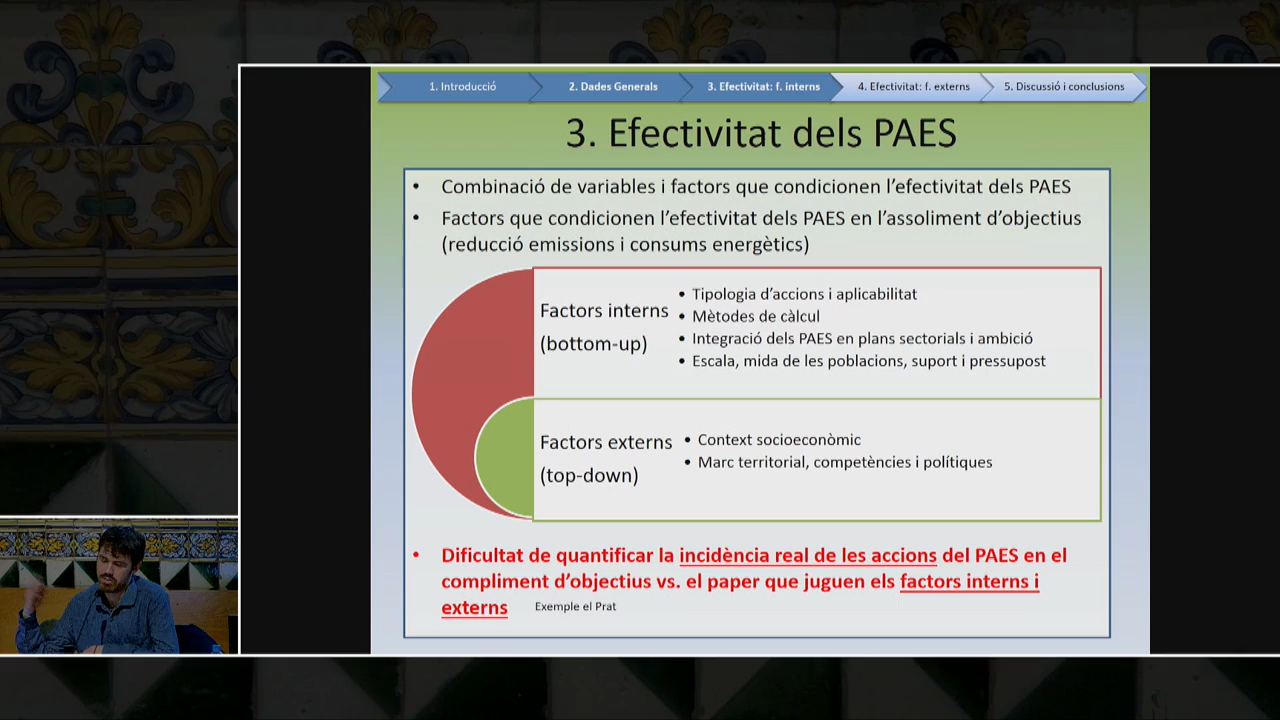 1. Introducció
2. Dades Generals
3. Efectivitat: f. interns
4. Efectivitat: f. externs
5. Discussió i conclusions
3. Efectivitat dels PAES
• Combinació de variables i factors que condicionen l’efectivitat dels PAES
• Factors que condicionen l’efectivitat dels PAES en l’assoliment d’objectius
(reducció emissions i consums energètics)
Factors interns
(bottom-up)
• Tipologia d’accions i aplicabilitat
• Mètodes de càlcul
• Integració dels PAES en plans sectorials i ambició
• Escala, mida de les poblacions, suport i pressupost
Factors externs
(top-down)
• Context socioeconòmic
• Marc territorial, competències i polítiques
• Dificultat de quantificar la incidència real de les accions del PAES en el
compliment d’objectius vs. el paper que juguen els factors interns i
externs
Exemple el Prat